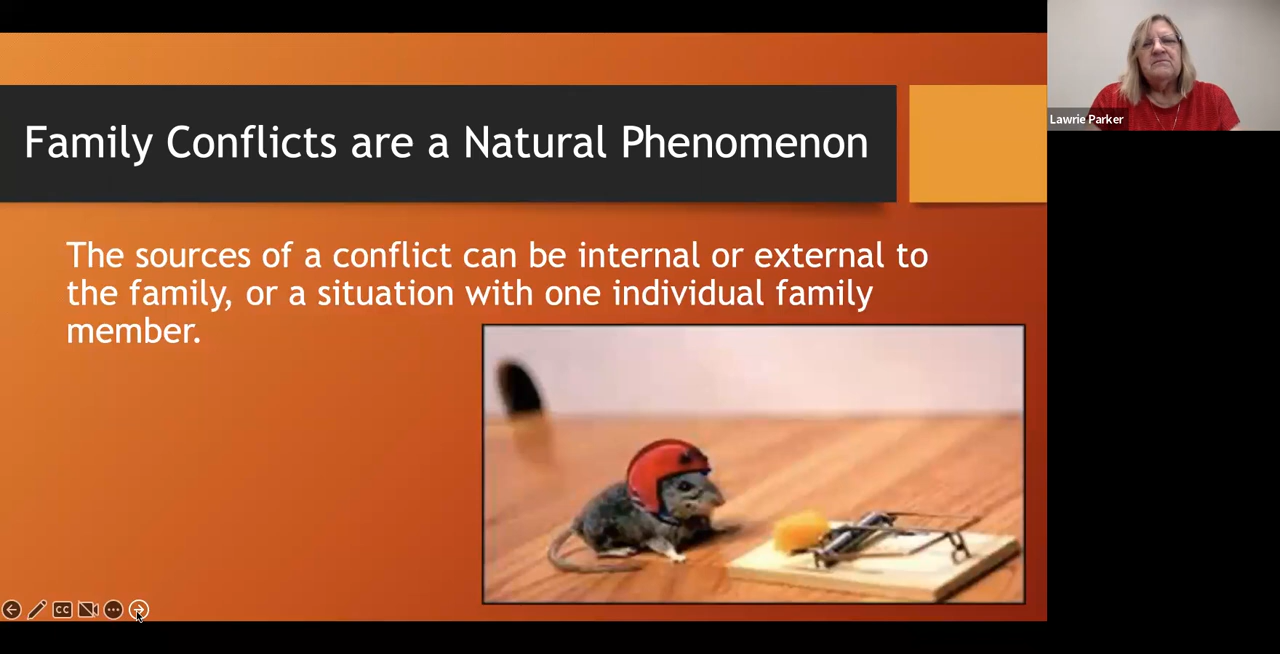 Family Conflicts are a Natural Phenomenon
The sources of a conflict can be internal or external to
the family, or a situation with one individual family
member.
Lawrie Parker
CC